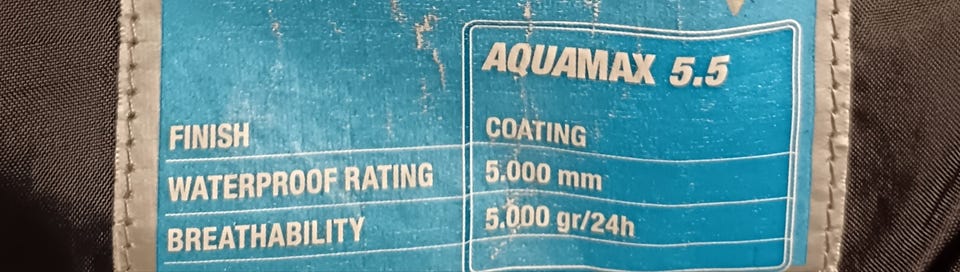 AQUAMAX 5.5
FINISH COATING
WATERPROOF RATING 5.000 mm
BREATHABILITY 5.000 gr/24h